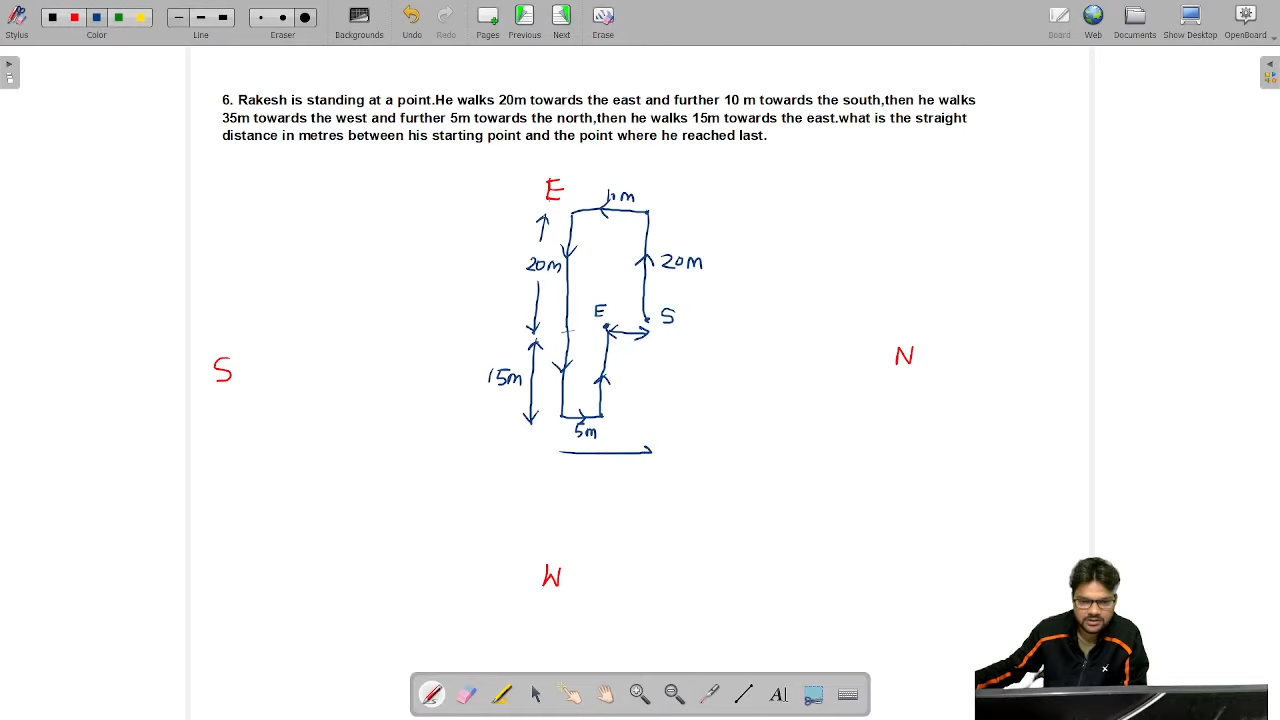 Stylus
Color
Line
Eraser
Backgrounds
Undo
Redo
Pages
Previous
Next
Erase
Board
Web
Documents
Show Desktop
OpenBoard
6. Rakesh is standing at a point.He walks 20m towards the east and further 10 m towards the south,then he walks
35m towards the west and further 5m towards the north,then he walks 15m towards the east.what is the straight
distance in metres between his starting point and the point where he reached last.
E
10m
20m
20m
E
S
S
N
15m
5m
W